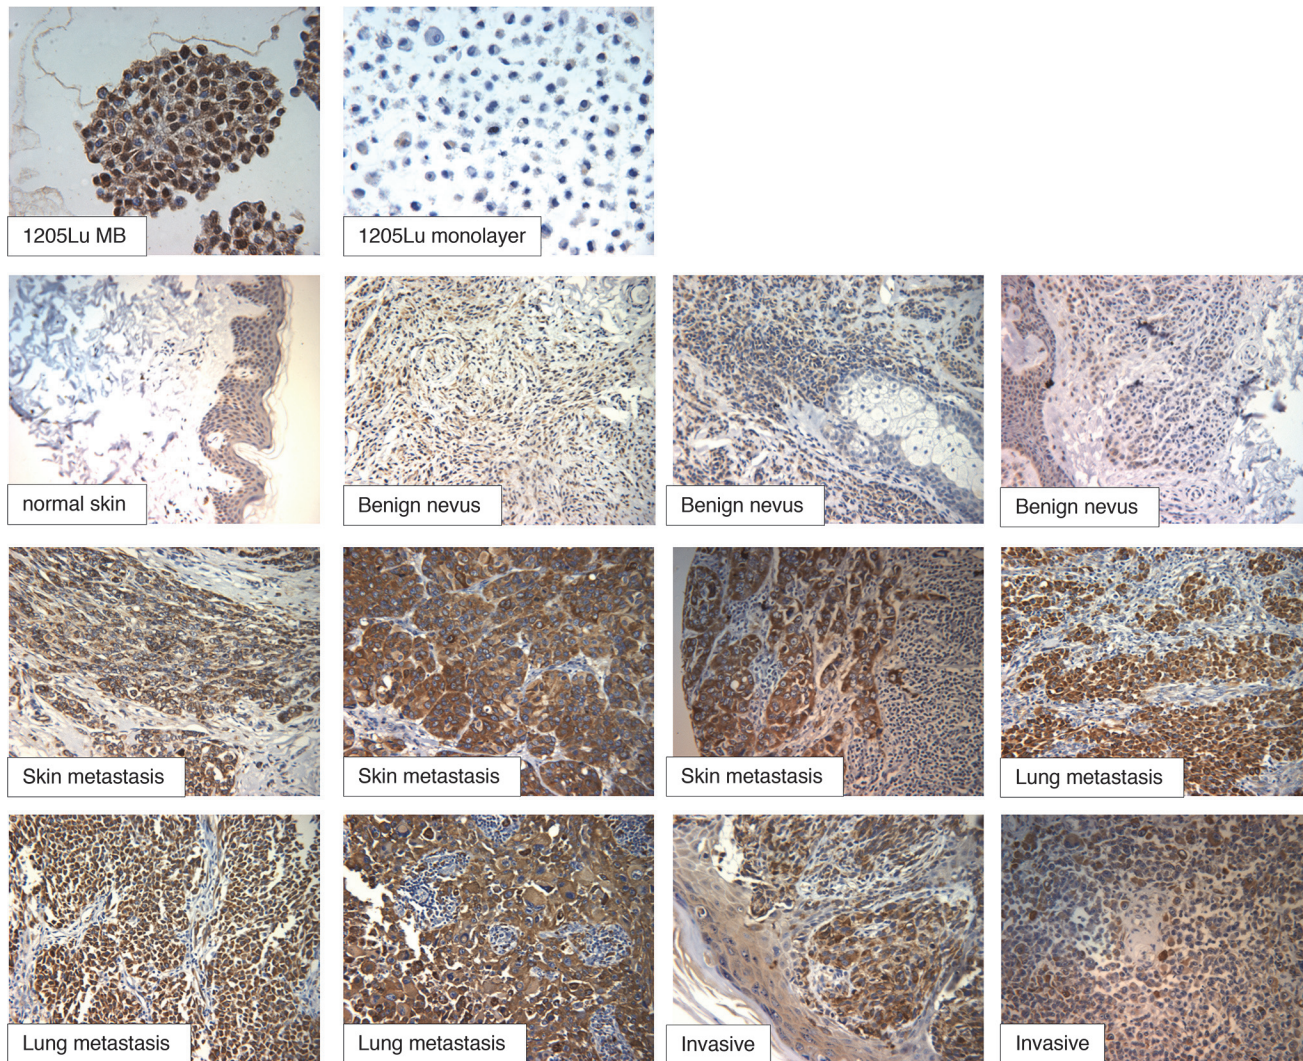 1205Lu MB
1205Lu monolayer
normal skin
Benign nevus
Benign nevus
Benign nevus
Skin metastasis
Skin metastasis
Skin metastasis
Lung metastasis
Lung metastasis
Lung metastasis
Invasive
Invasive